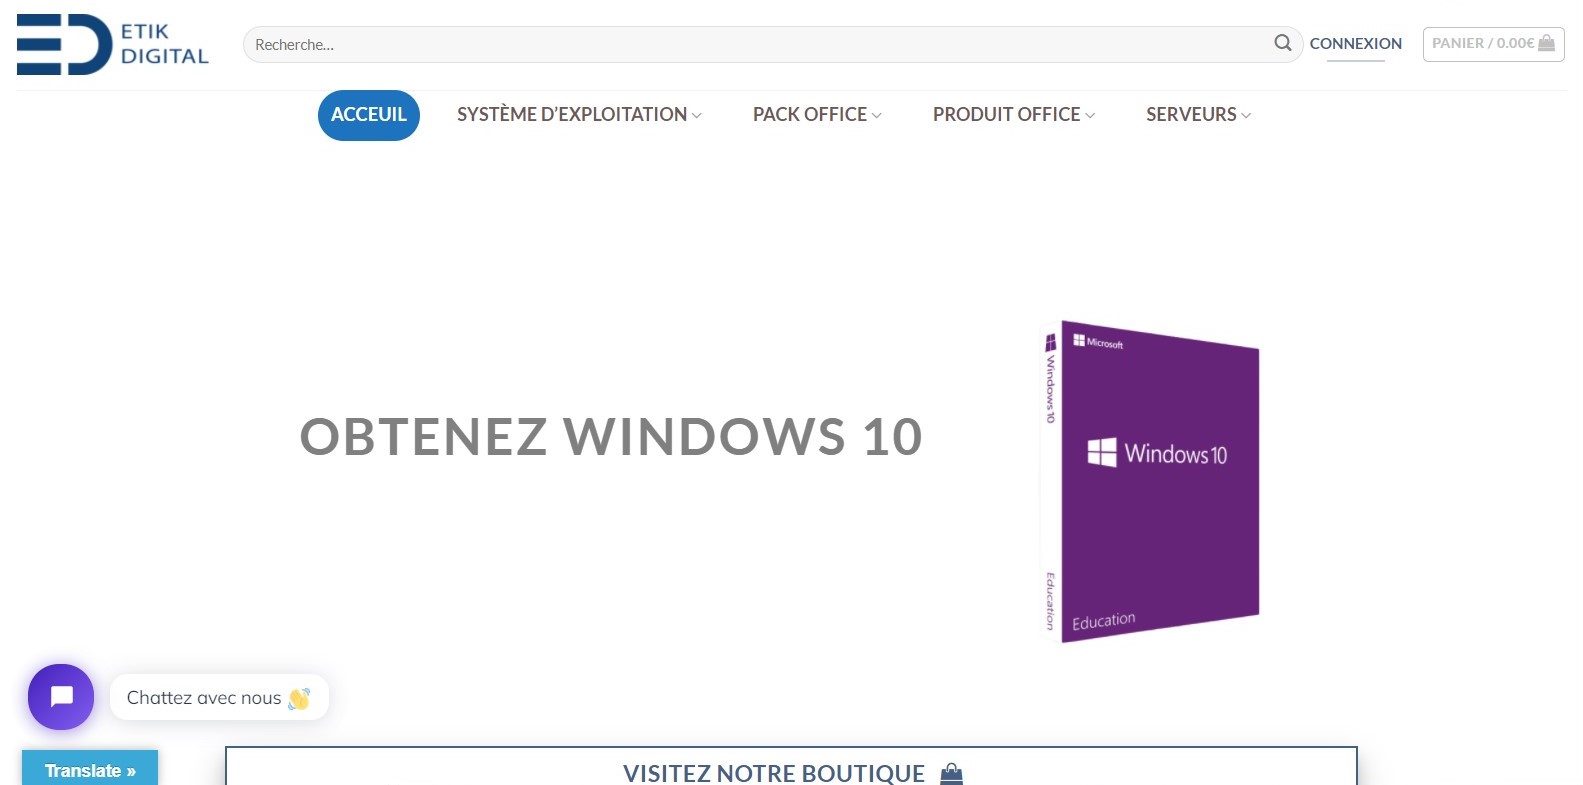 ETIK
DIGITAL
Recherche...
CONNEXION
PANIER / 0.00€
ACCEUIL
SYSTÈME D’EXPLOITATION
PACK OFFICE
PRODUIT OFFICE
SERVEURS
OBTENEZ WINDOWS 10
Microsoft
Windows 10
Windows 10
Education
Education
Chattez avec nous 👋
Translate »
VISITEZ NOTRE BOUTIQUE